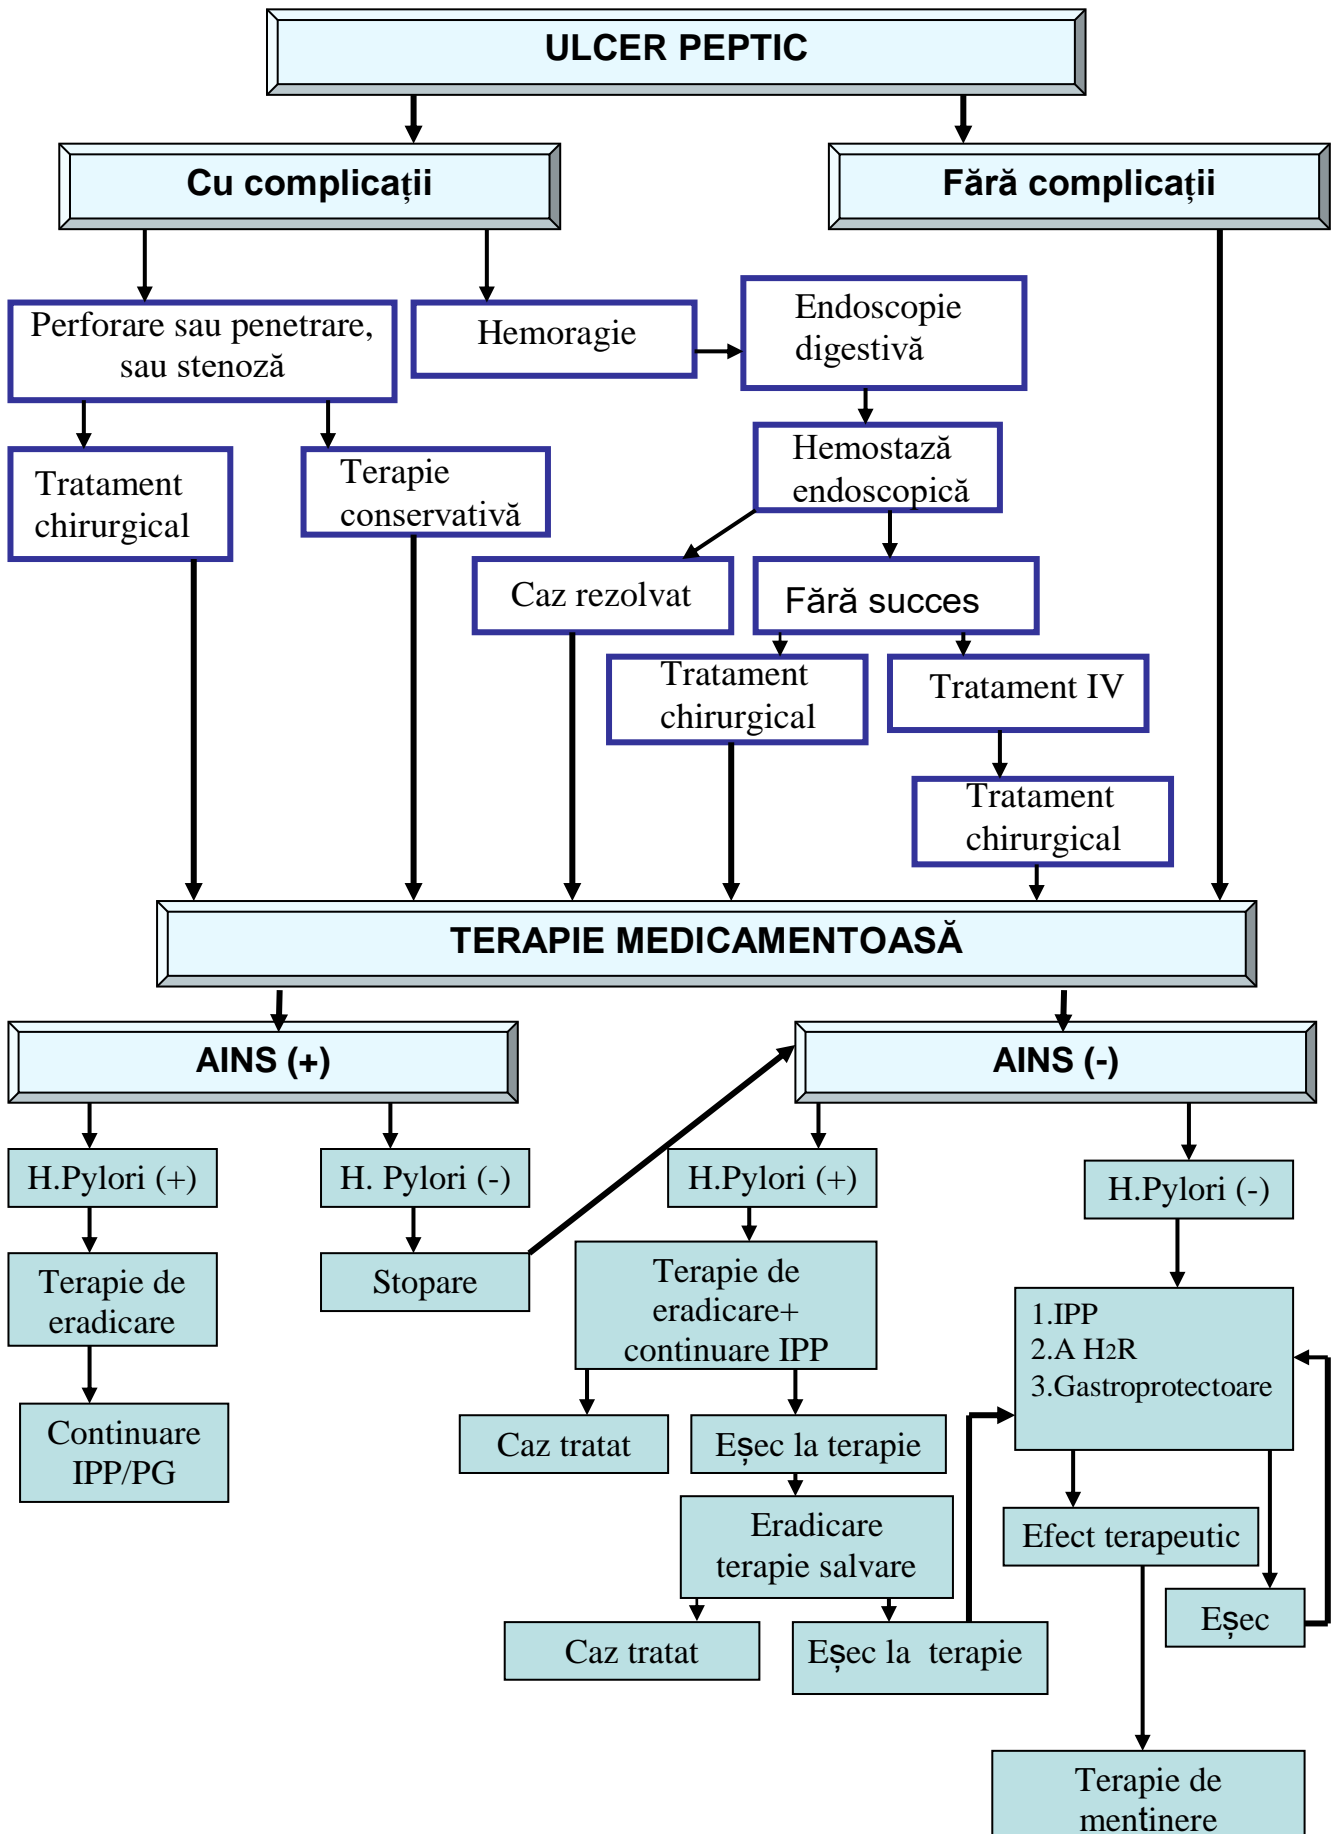 ULCER PEPTIC
Cu complicații
Fără complicații
Perforare sau penetrare,
sau stenoză
Hemoragie
Endoscopie
digestivă
Tratament
chirurgical
Terapie
conservativă
Hemostază
endoscopică
Caz rezolvat
Fără succes
Tratament
chirurgical
Tratament IV
Tratament
chirurgical
TERAPIE MEDICAMENTOASĂ
AINS (+)
AINS (-)
H.Pylori (+)
H. Pylori (-)
H.Pylori (+)
H.Pylori (-)
Terapie de
eradicare
Stopare
Terapie de
eradicare+
continuare IPP
1.IPP
2.A H2R
3.Gastroprotectoare
Continuare
IPP/PG
Caz tratat
Eșec la terapie
Eradicare
terapie salvare
Efect terapeutic
Eșec
Caz tratat
Eșec la terapie
Terapie de
mentinere